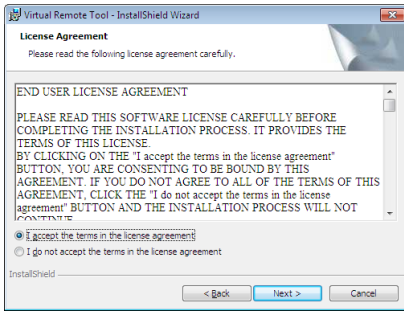 Virtual Remote Tool - InstallShield Wizard
License Agreement
Please read the following license agreement carefully.
END USER LICENSE AGREEMENT
PLEASE READ THIS SOFTWARE LICENSE CAREFULLY BEFORE
COMPLETING THE INSTALLATION PROCESS. IT PROVIDES THE
TERMS OF THIS LICENSE.
BY CLICKING ON THE "I accept the terms in the license agreement"
BUTTON, YOU ARE CONSENTING TO BE BOUND BY THIS
AGREEMENT. IF YOU DO NOT AGREE TO ALL OF THE TERMS OF THIS
AGREEMENT, CLICK THE "I do not accept the terms in the license
agreement" BUTTON AND THE INSTALLATION PROCESS WILL NOT
CONTINUE
I accept the terms in the license agreement
I do not accept the terms in the license agreement
InstallShield
< Back Next > Cancel